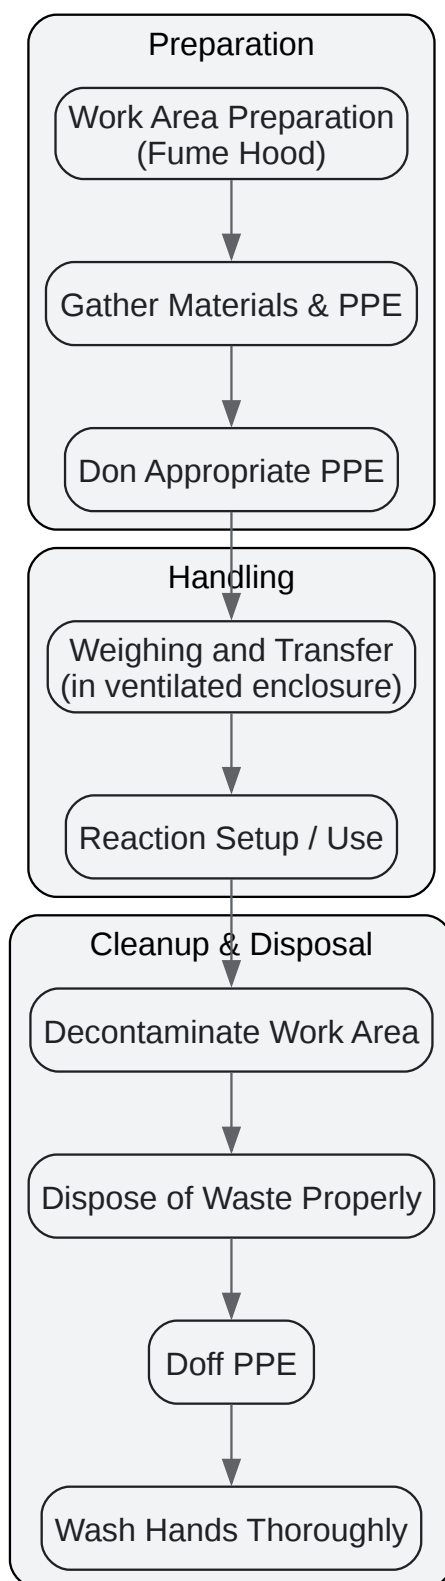 Preparation
Work Area Preparation
(Fume Hood)
Gather Materials & PPE
Don Appropriate PPE
Handling
Weighing and Transfer
(in ventilated enclosure)
Reaction Setup / Use
Cleanup & Disposal
Decontaminate Work Area
Dispose of Waste Properly
Doff PPE
Wash Hands Thoroughly